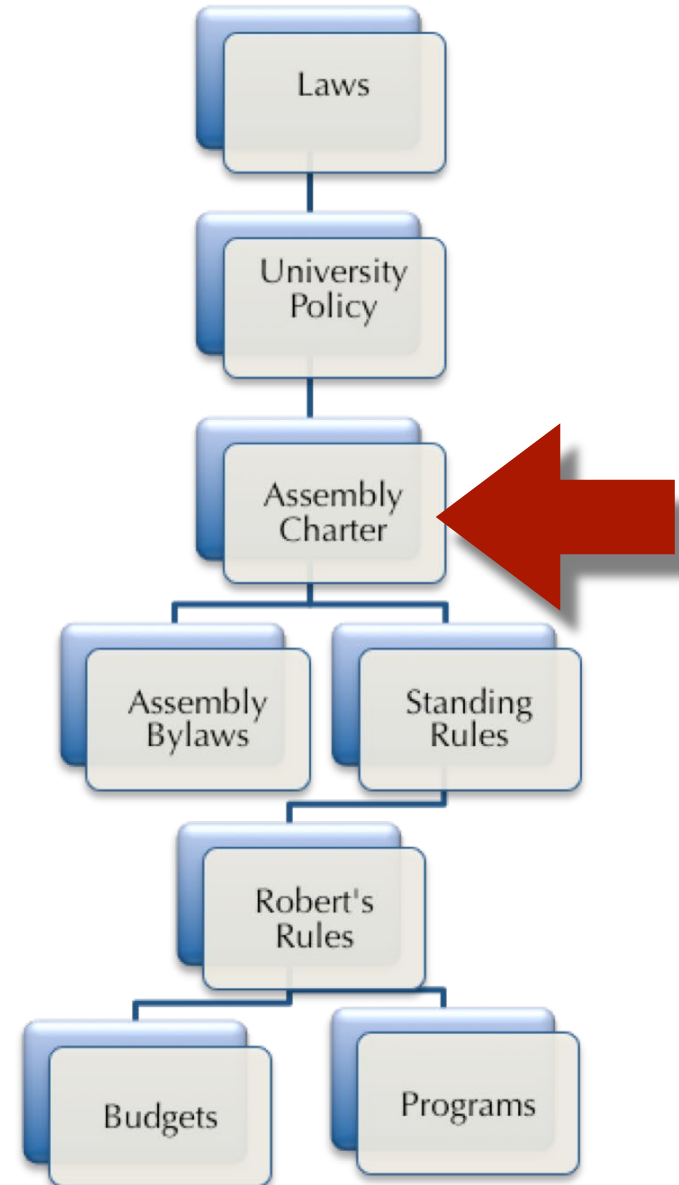 Laws
University
Policy
Assembly
Charter
Assembly
Bylaws
Standing
Rules
Robert's
Rules
Budgets
Programs